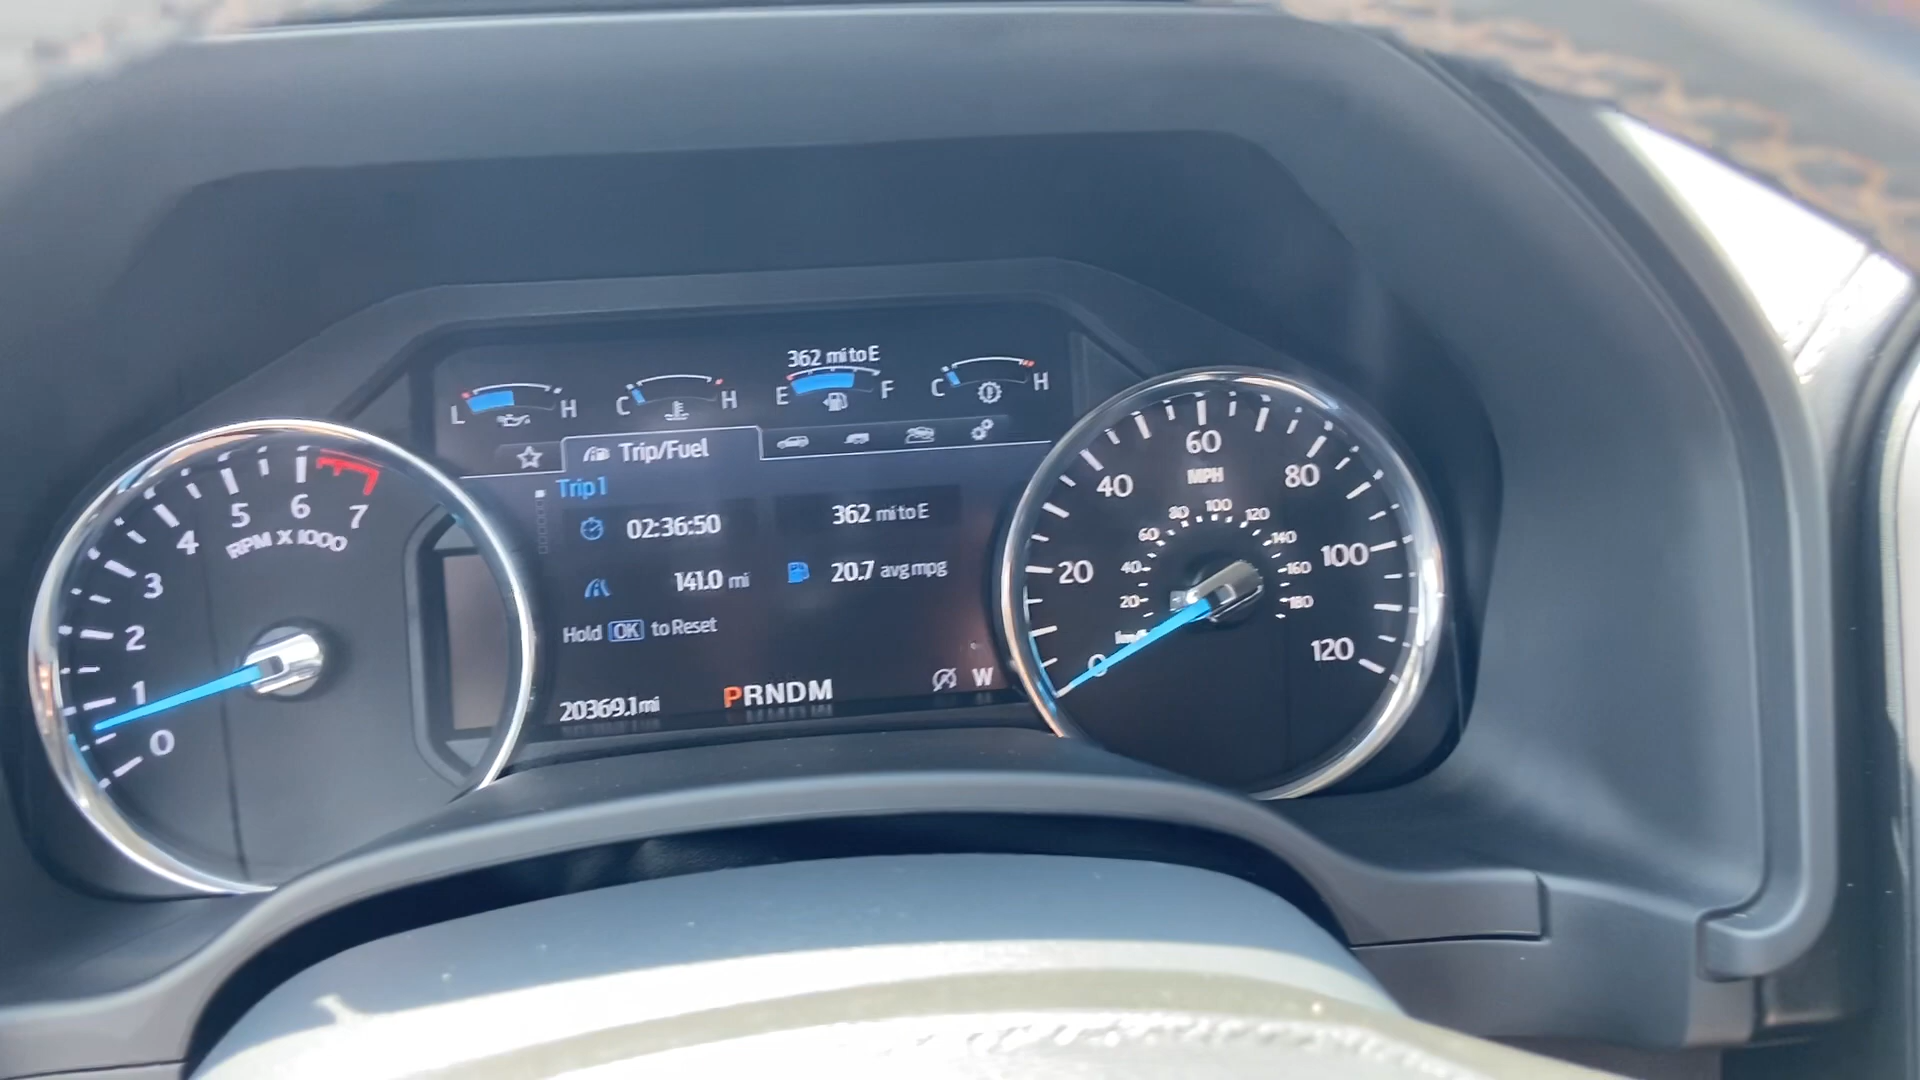 362 mi to E
L H
C H
E F
C H
Trip/Fuel
Trip 1
02:36:50
362 mi to E
141.0 mi
20.7 avg mpg
Hold OK to Reset
20369.1 mi
PRNDM
W
0
1
2
3
4
5
6
7
RPM X 1000
0
20
40
60
80
100
120
MPH
20
40
60
80
100
120
140
160
180